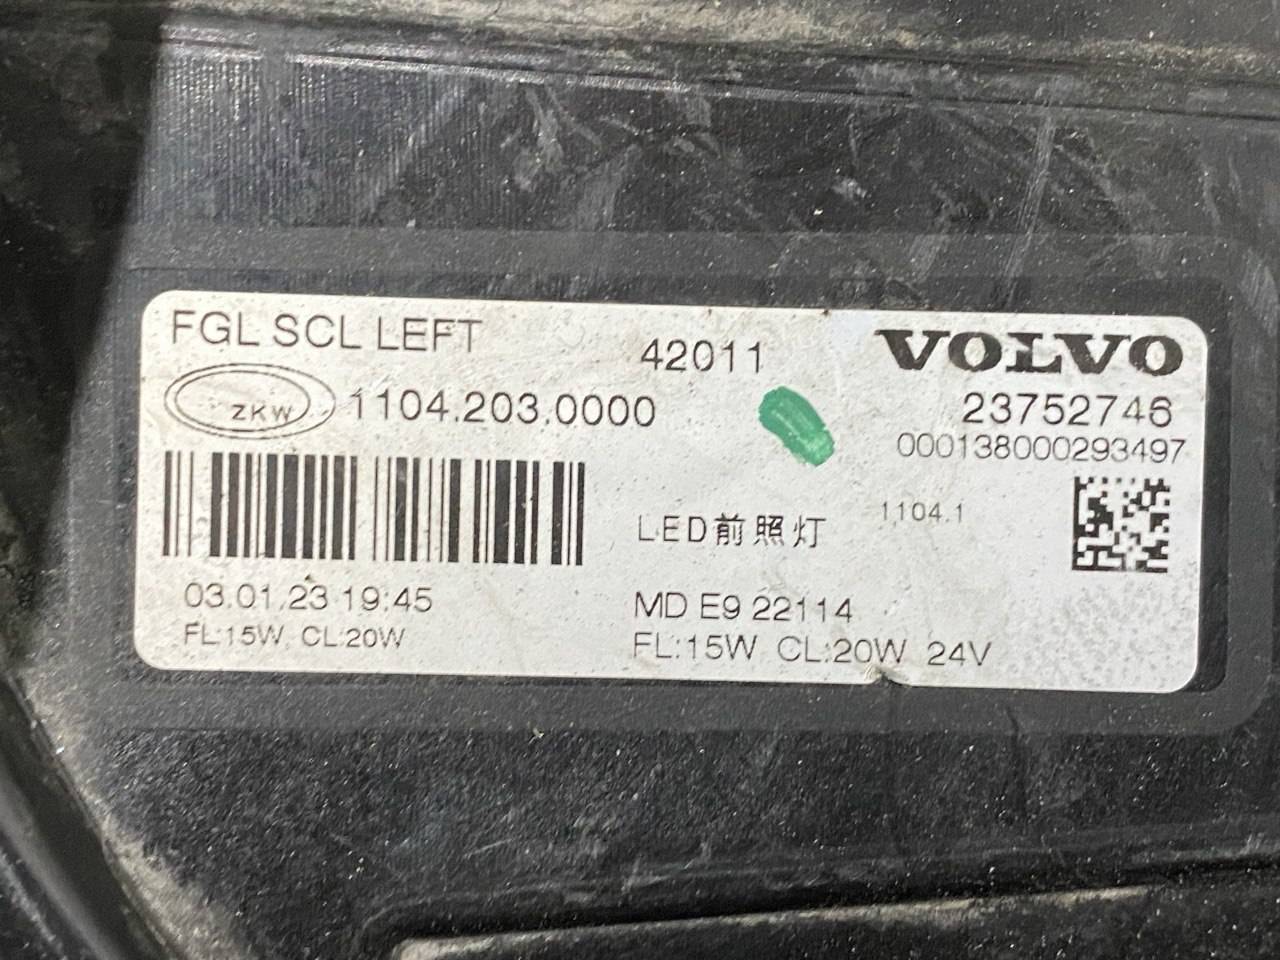 FGL SCL LEFT
42011
VOLVO
ZKW
1104.203.0000
23752746
000138000293497
LED前照灯
1104.1
03.01.23 19:45
MD E9 22114
FL:15W CL:20W
FL:15W CL:20W 24V